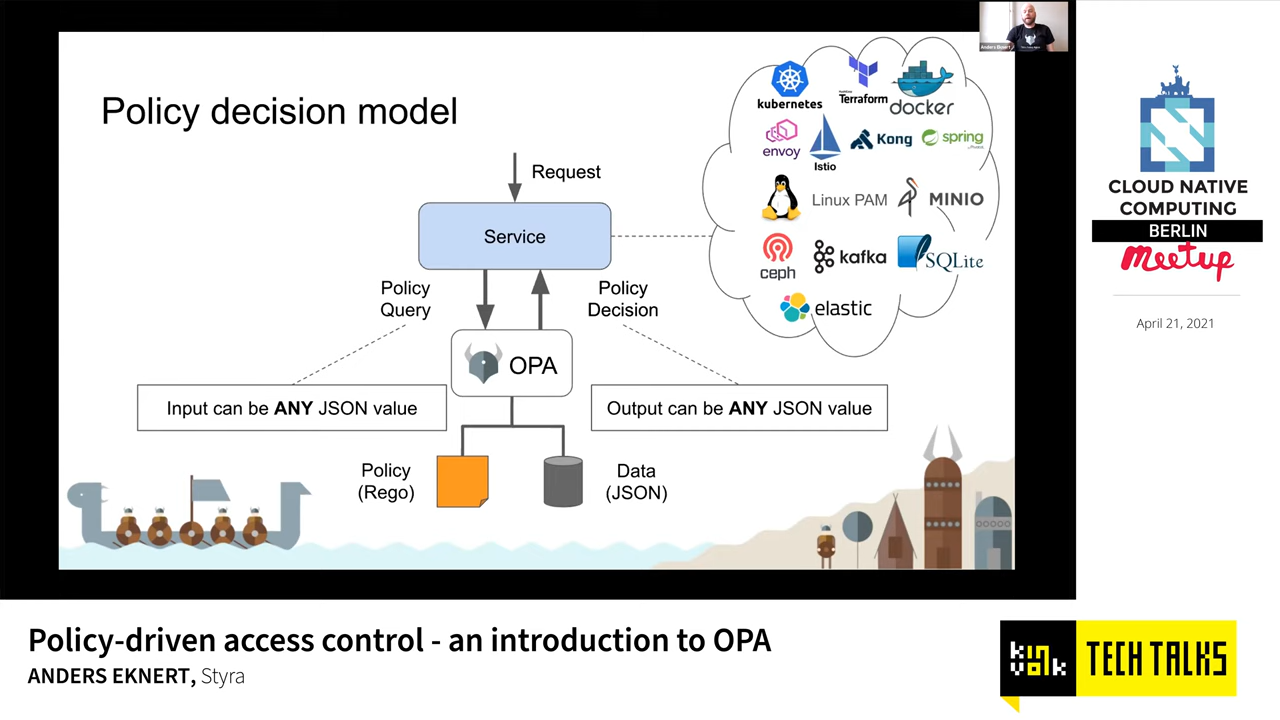 Anders Eknert
Policy decision model
Request
Service
Policy
Query
Policy
Decision
OPA
Input can be ANY JSON value
Output can be ANY JSON value
Policy
(Rego)
Data
(JSON)
kubernetes
Terraform
docker
envoy
Istio
Kong
spring
Linux PAM
MINIO
ceph
kafka
SQLite
elastic
CLOUD NATIVE
COMPUTING
BERLIN
Meetup
April 21, 2021
Policy-driven access control - an introduction to OPA
ANDERS EKNERT, Styra
kinvolk
TECH TALKS